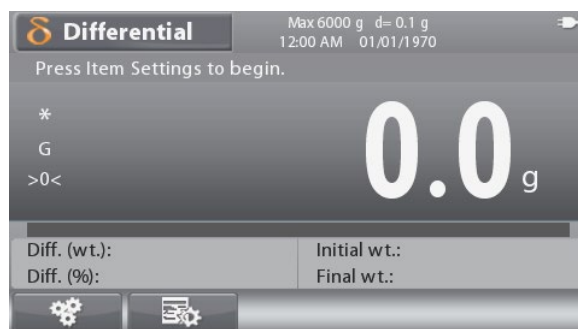 δ Differential
Max 6000 g d= 0.1 g
12:00 AM 01/01/1970
Press Item Settings to begin.
*
G
>0<
0.0 g
Diff. (wt.):
Initial wt.:
Diff. (%):
Final wt.: